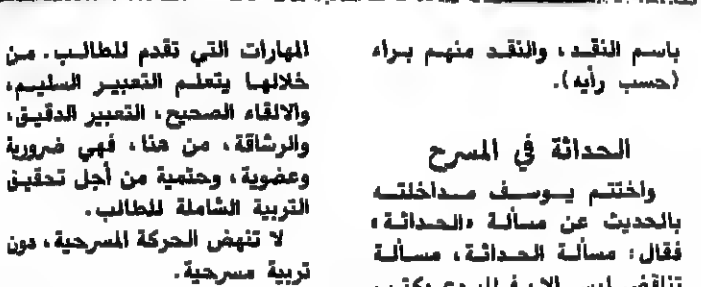 باسم النقد، والنقد منهم براء
(حسب رأيه).
الحداثة في المسرح
واختتم يوسف مداخلته
بالحديث عن مسألة «الحداثة»
فقال: مسألة الحداثة، مسألة
المهارات التي تقدم للطالب. من
خلالها يتعلم التعبير السليم،
والالقاء الصحيح، التعبير الدقيق،
والرشاقة، من هنا، فهي ضرورية
وعضوية، وحتمية من أجل تحقيق
التربية الشاملة للطالب.
لا تنهض الحركة المسرحية، دون
تربية مسرحية.